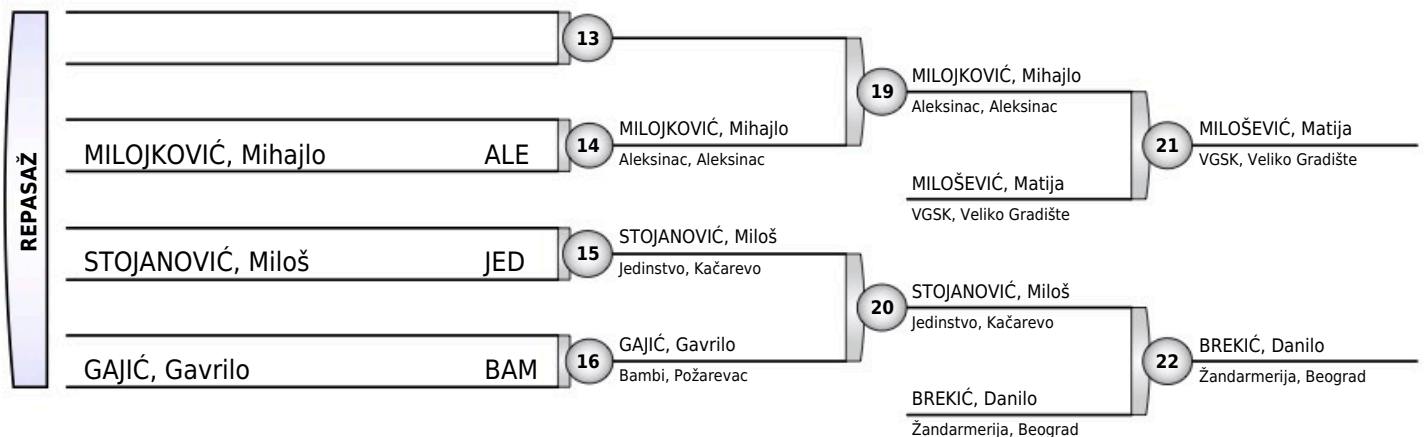 REPASAŽ
13
MILOJKOVIĆ, Mihajlo ALE
14
MILOJKOVIĆ, Mihajlo
Aleksinac, Aleksinac
19
MILOJKOVIĆ, Mihajlo
Aleksinac, Aleksinac
MILOŠEVIĆ, Matija
VGSK, Veliko Gradište
21
MILOŠEVIĆ, Matija
VGSK, Veliko Gradište
STOJANOVIĆ, Miloš JED
15
STOJANOVIĆ, Miloš
Jedinstvo, Kačarevo
GAJIĆ, Gavrilo BAM
16
GAJIĆ, Gavrilo
Bambi, Požarevac
20
STOJANOVIĆ, Miloš
Jedinstvo, Kačarevo
BREKIĆ, Danilo
Žandarmerija, Beograd
22
BREKIĆ, Danilo
Žandarmerija, Beograd